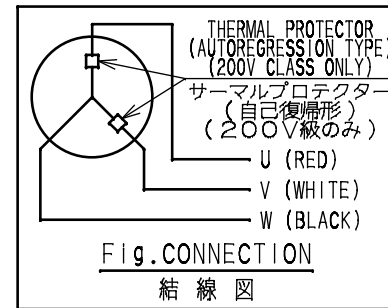 THERMAL PROTECTOR
(AUTOREGRESSION TYPE)
(200V CLASS ONLY)
サーマルプロテクター
(自己復帰形)
(200V級のみ)
U (RED)
V (WHITE)
W (BLACK)
Fig.CONNECTION
結線図